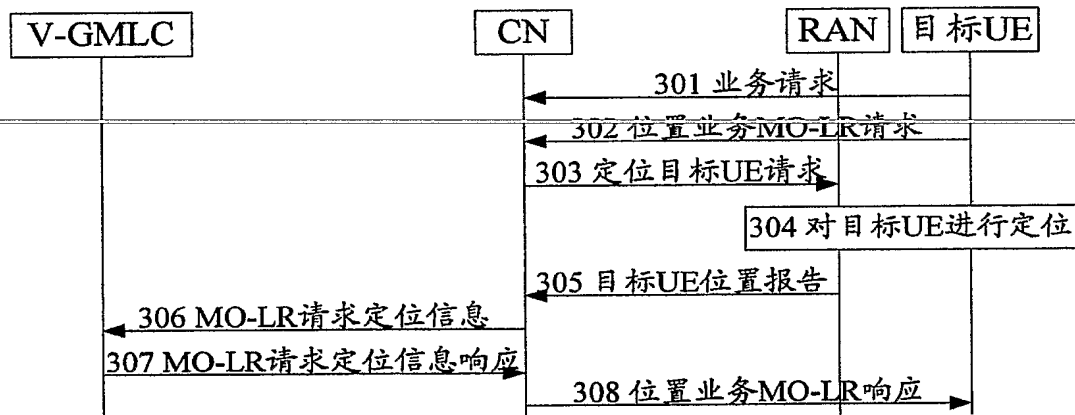 V-GMLC
CN
RAN
目标UE
301 业务请求
302 位置业务MO-LR请求
303 定位目标UE请求
304 对目标UE进行定位
305 目标UE位置报告
306 MO-LR请求定位信息
307 MO-LR请求定位信息响应
308 位置业务MO-LR响应